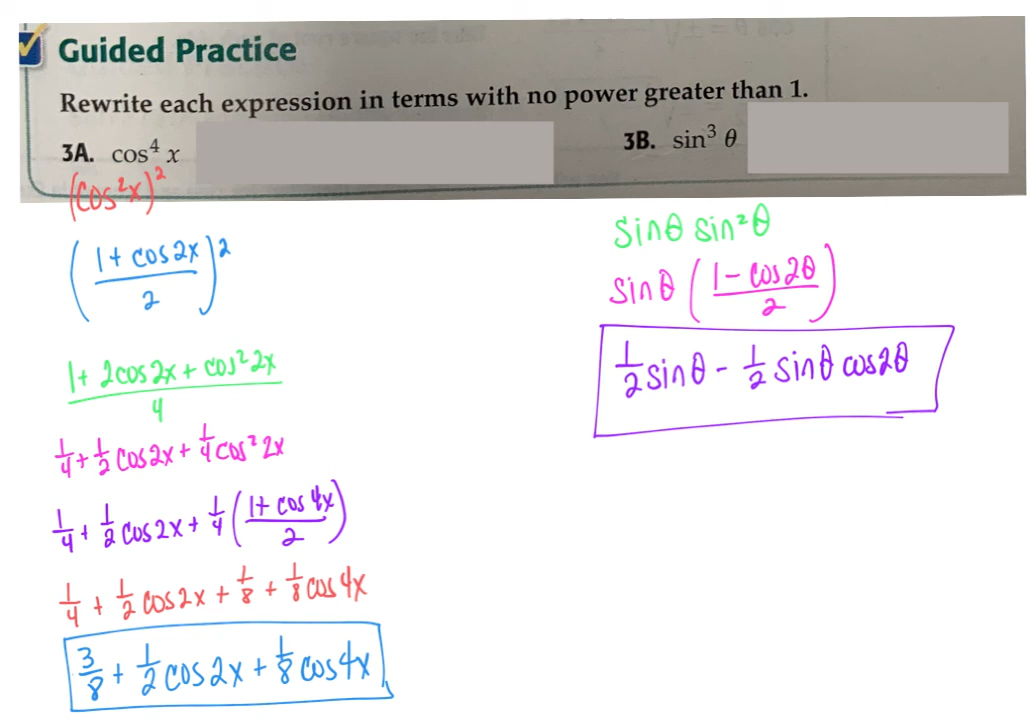 Guided Practice
Rewrite each expression in terms with no power greater than 1.
3A. cos⁴ x
(cos²x)²
((1 + cos 2x)/2)²
(1 + 2cos 2x + cos² 2x)/4
1/4 + 1/2 cos 2x + 1/4 cos² 2x
1/4 + 1/2 cos 2x + 1/4 ((1 + cos 4x)/2)
1/4 + 1/2 cos 2x + 1/8 + 1/8 cos 4x
3/8 + 1/2 cos 2x + 1/8 cos 4x
3B. sin³ θ
sinθ sin²θ
sinθ ((1 - cos 2θ)/2)
1/2 sinθ - 1/2 sinθ cos 2θ